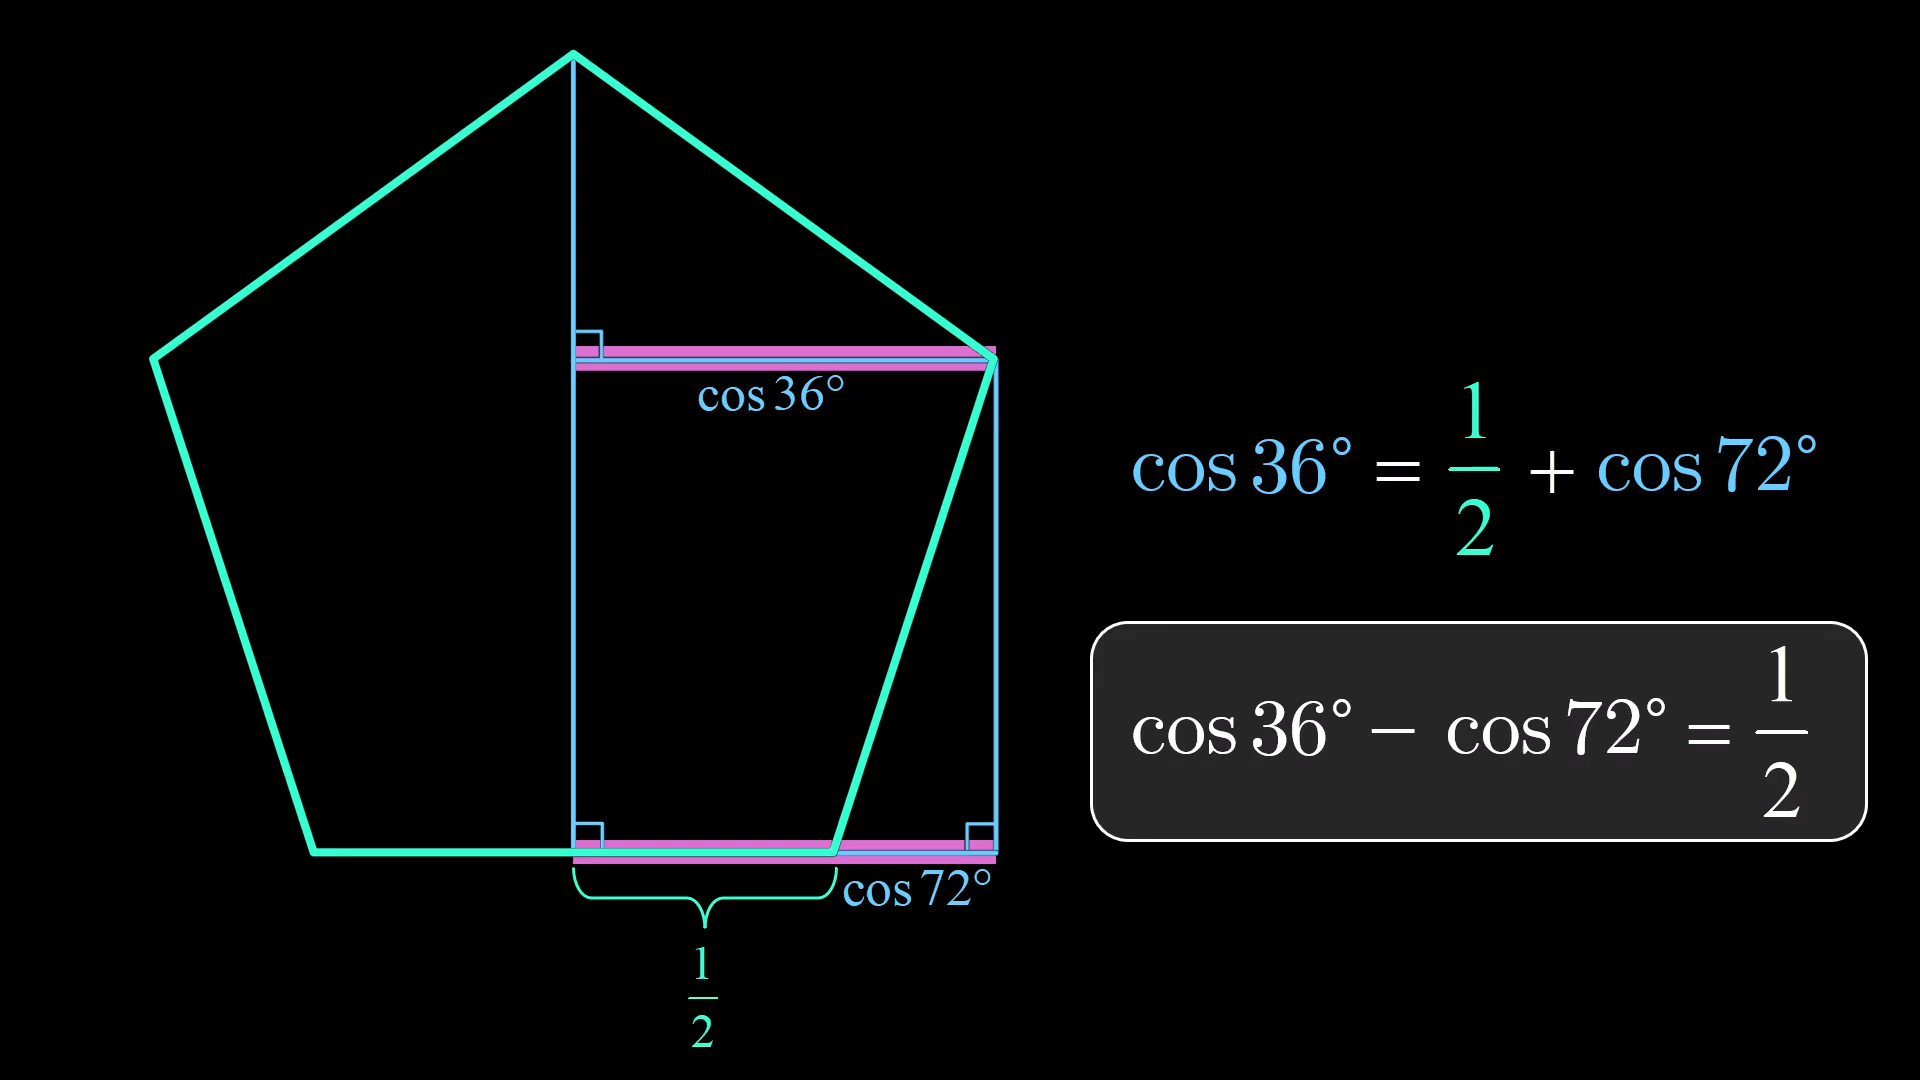 cos 36°
cos 36° = 1/2 + cos 72°
cos 36° − cos 72° = 1/2
cos 72°
1/2